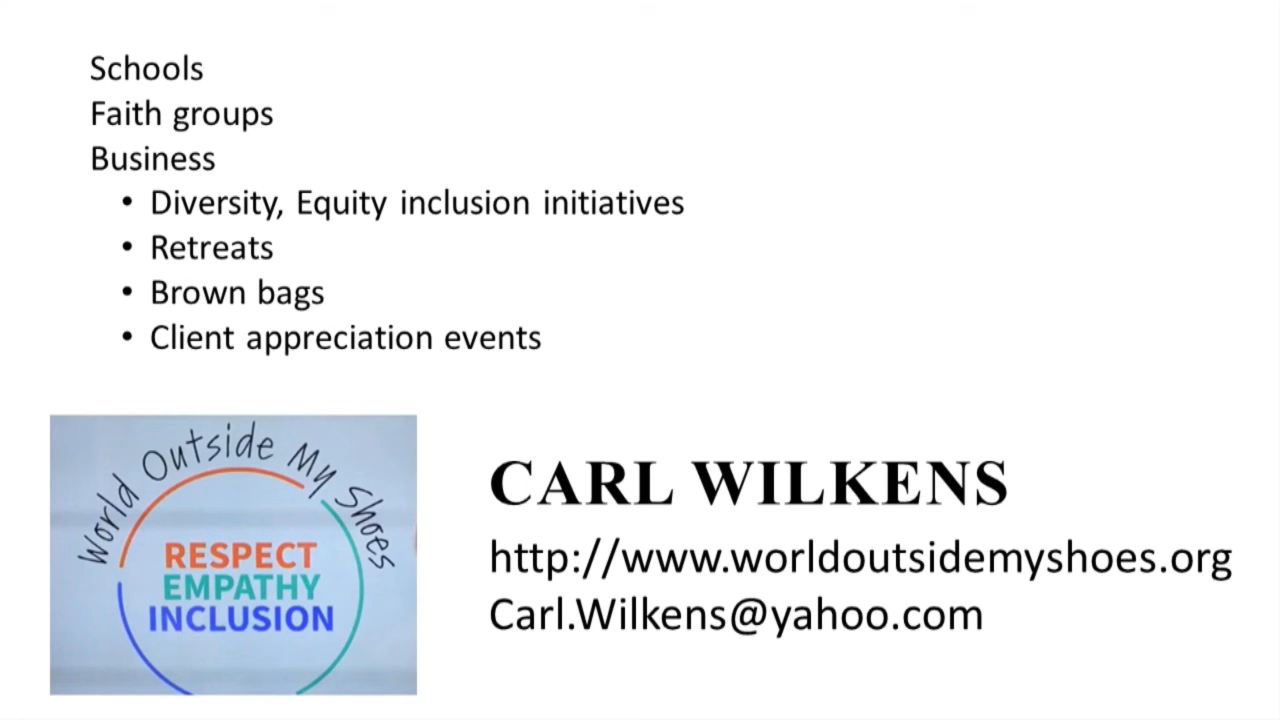 Schools
Faith groups
Business
• Diversity, Equity inclusion initiatives
• Retreats
• Brown bags
• Client appreciation events
World Outside My Shoes
RESPECT
EMPATHY
INCLUSION
CARL WILKENS
http://www.worldoutsidemyshoes.org
Carl.Wilkens@yahoo.com